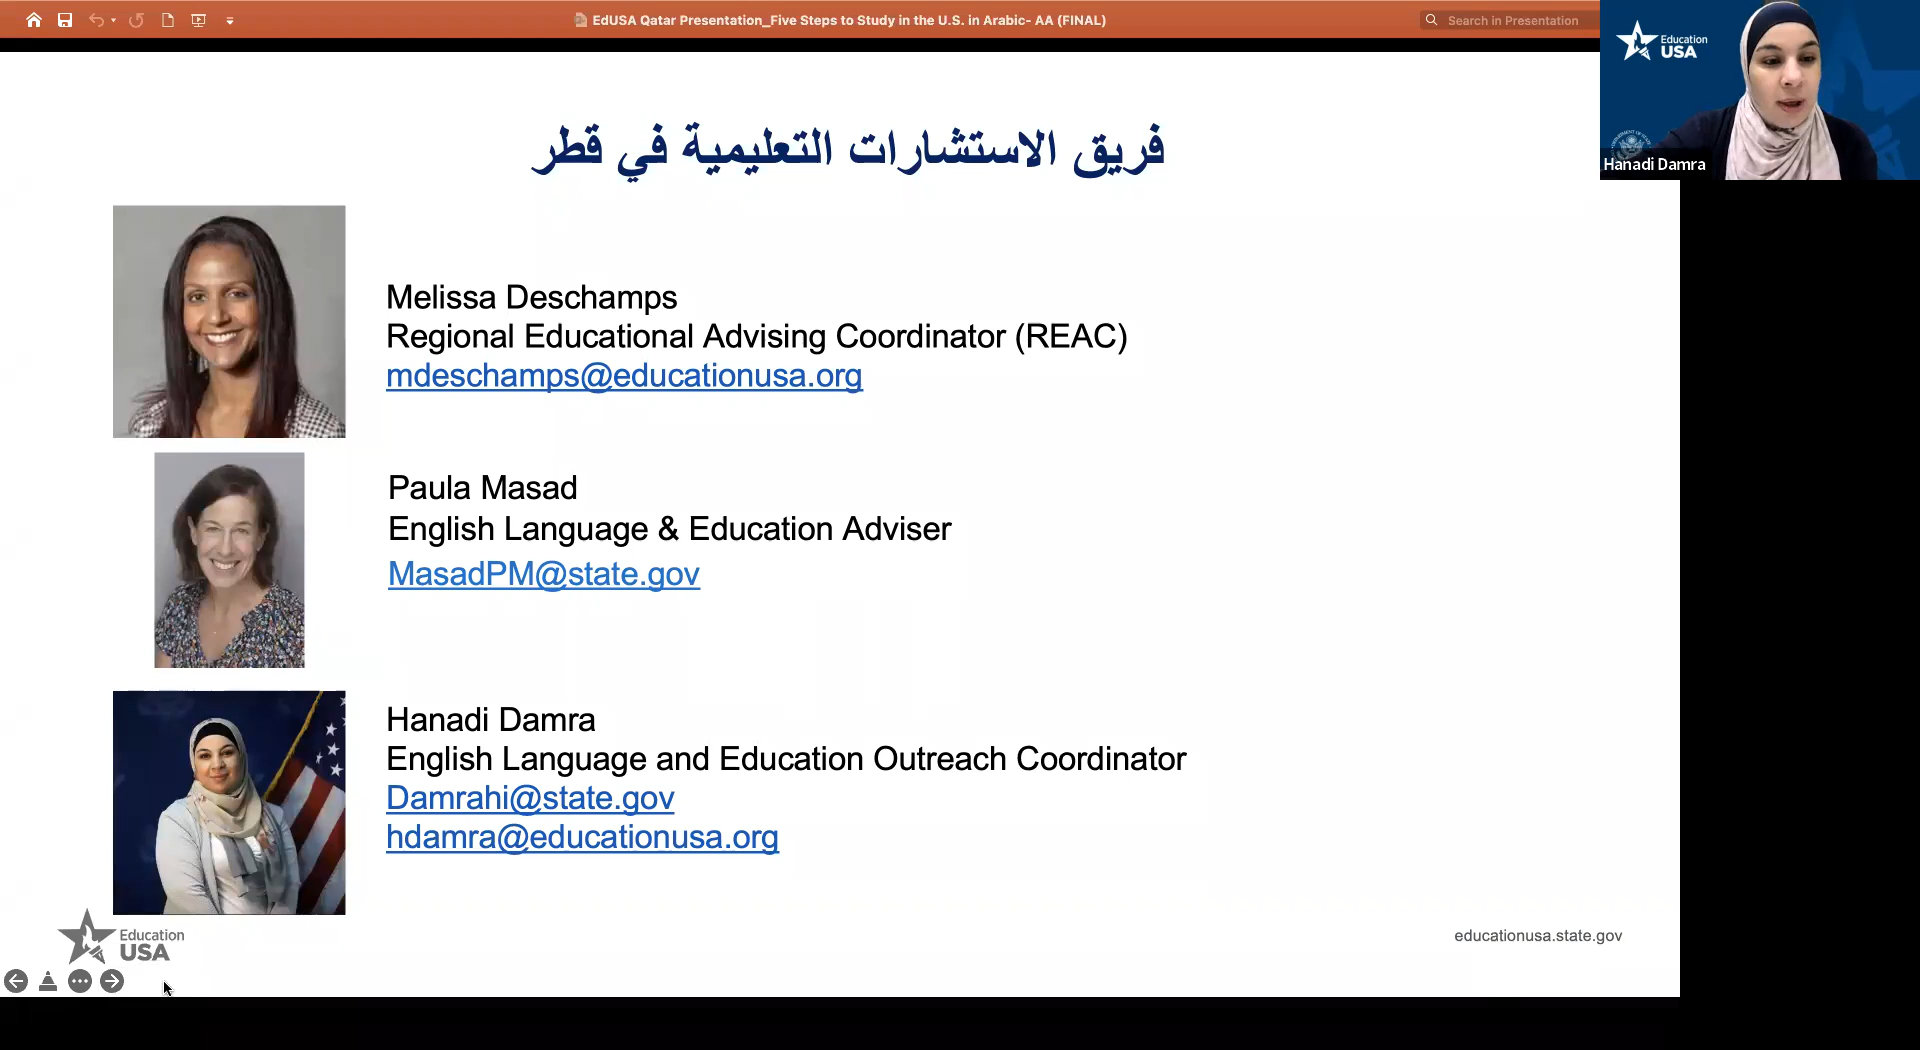 EdUSA Qatar Presentation_Five Steps to Study in the U.S. in Arabic- AA (FINAL)
Search in Presentation
Education
USA
Hanadi Damra
فريق الاستشارات التعليمية في قطر
Melissa Deschamps
Regional Educational Advising Coordinator (REAC)
mdeschamps@educationusa.org
Paula Masad
English Language & Education Adviser
MasadPM@state.gov
Hanadi Damra
English Language and Education Outreach Coordinator
Damrahi@state.gov
hdamra@educationusa.org
Education
USA
educationusa.state.gov